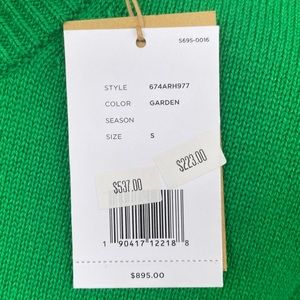 S695-0016
STYLE 674ARH977
COLOR GARDEN
SEASON
SIZE S
$223.00
$537.00
1 90417 12218 8
$895.00